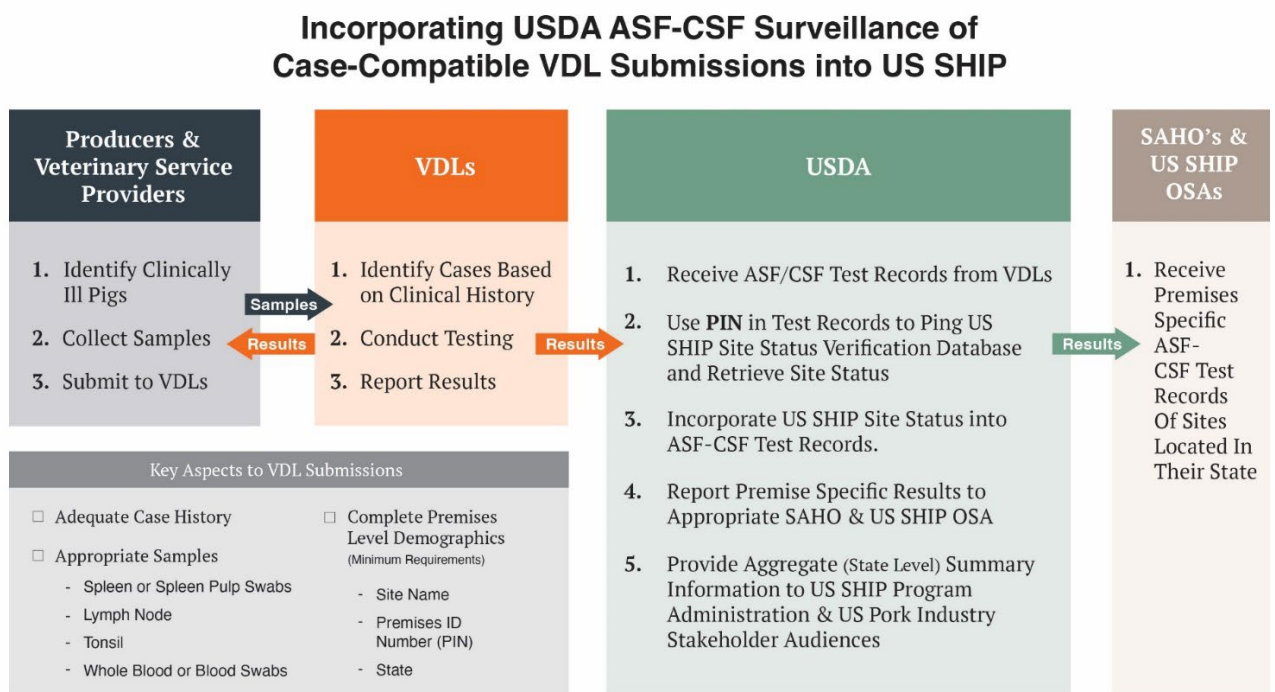 Incorporating USDA ASF-CSF Surveillance of
Case-Compatible VDL Submissions into US SHIP
Producers &
Veterinary Service
Providers
1. Identify Clinically
Ill Pigs
2. Collect Samples
3. Submit to VDLs
Samples
Results
VDLs
1. Identify Cases Based
on Clinical History
2. Conduct Testing
3. Report Results
Results
USDA
1. Receive ASF/CSF Test Records from VDLs
2. Use PIN in Test Records to Ping US
SHIP Site Status Verification Database
and Retrieve Site Status
3. Incorporate US SHIP Site Status into
ASF-CSF Test Records.
4. Report Premise Specific Results to
Appropriate SAHO & US SHIP OSA
5. Provide Aggregate (State Level) Summary
Information to US SHIP Program
Administration & US Pork Industry
Stakeholder Audiences
Results
SAHO's &
US SHIP
OSAs
1. Receive
Premises
Specific
ASF-
CSF Test
Records
Of Sites
Located In
Their State
Key Aspects to VDL Submissions
□ Adequate Case History
□ Appropriate Samples
- Spleen or Spleen Pulp Swabs
- Lymph Node
- Tonsil
- Whole Blood or Blood Swabs
□ Complete Premises
Level Demographics
(Minimum Requirements)
- Site Name
- Premises ID
Number (PIN)
- State